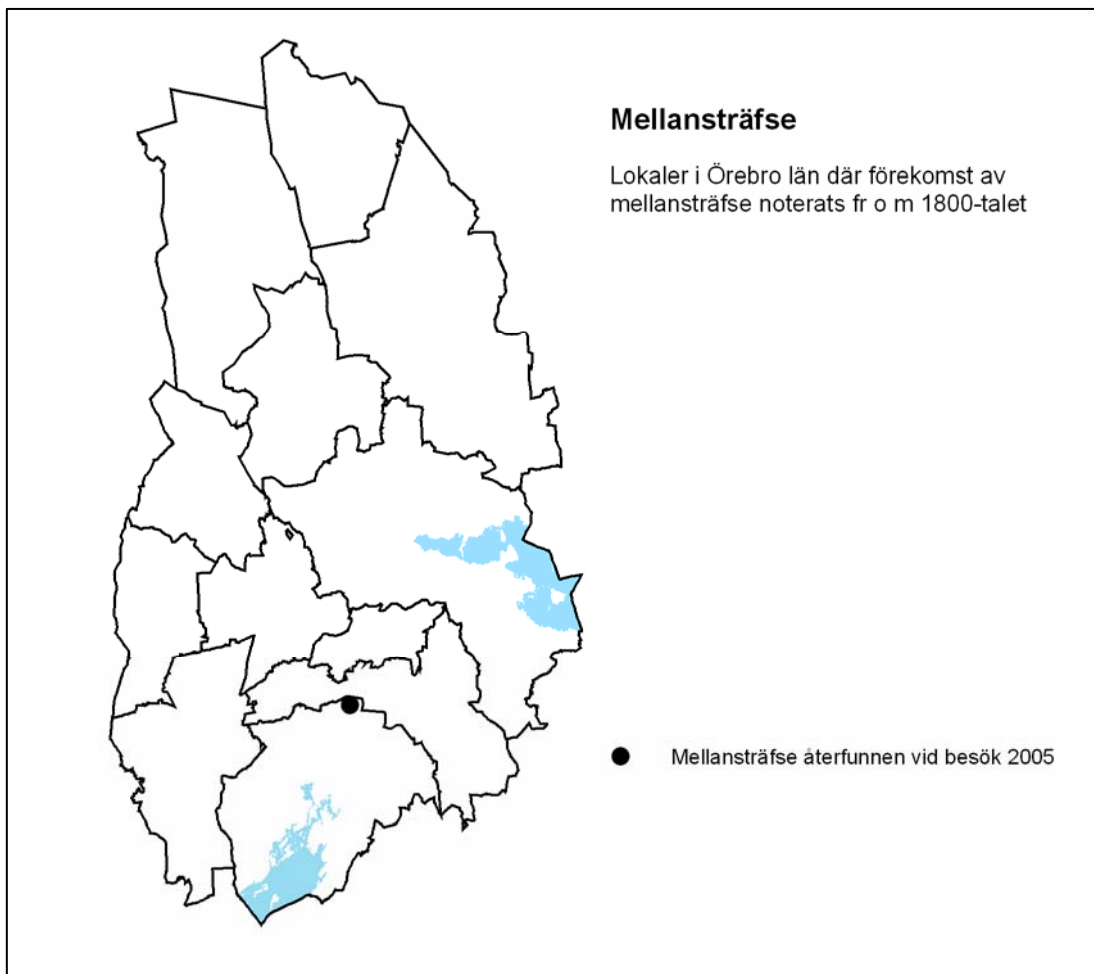 Mellansträfse
Lokaler i Örebro län där förekomst av
mellansträfse noterats fr o m 1800-talet
Mellansträfse återfunnen vid besök 2005